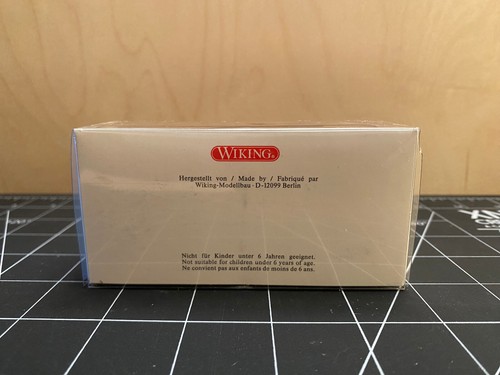 WIKING®
Hergestellt von / Made by / Fabriqué par
Wiking-Modellbau · D-12099 Berlin
Nicht für Kinder unter 6 Jahren geeignet.
Not suitable for children under 6 years of age.
Ne convient pas aux enfants de moins de 6 ans.